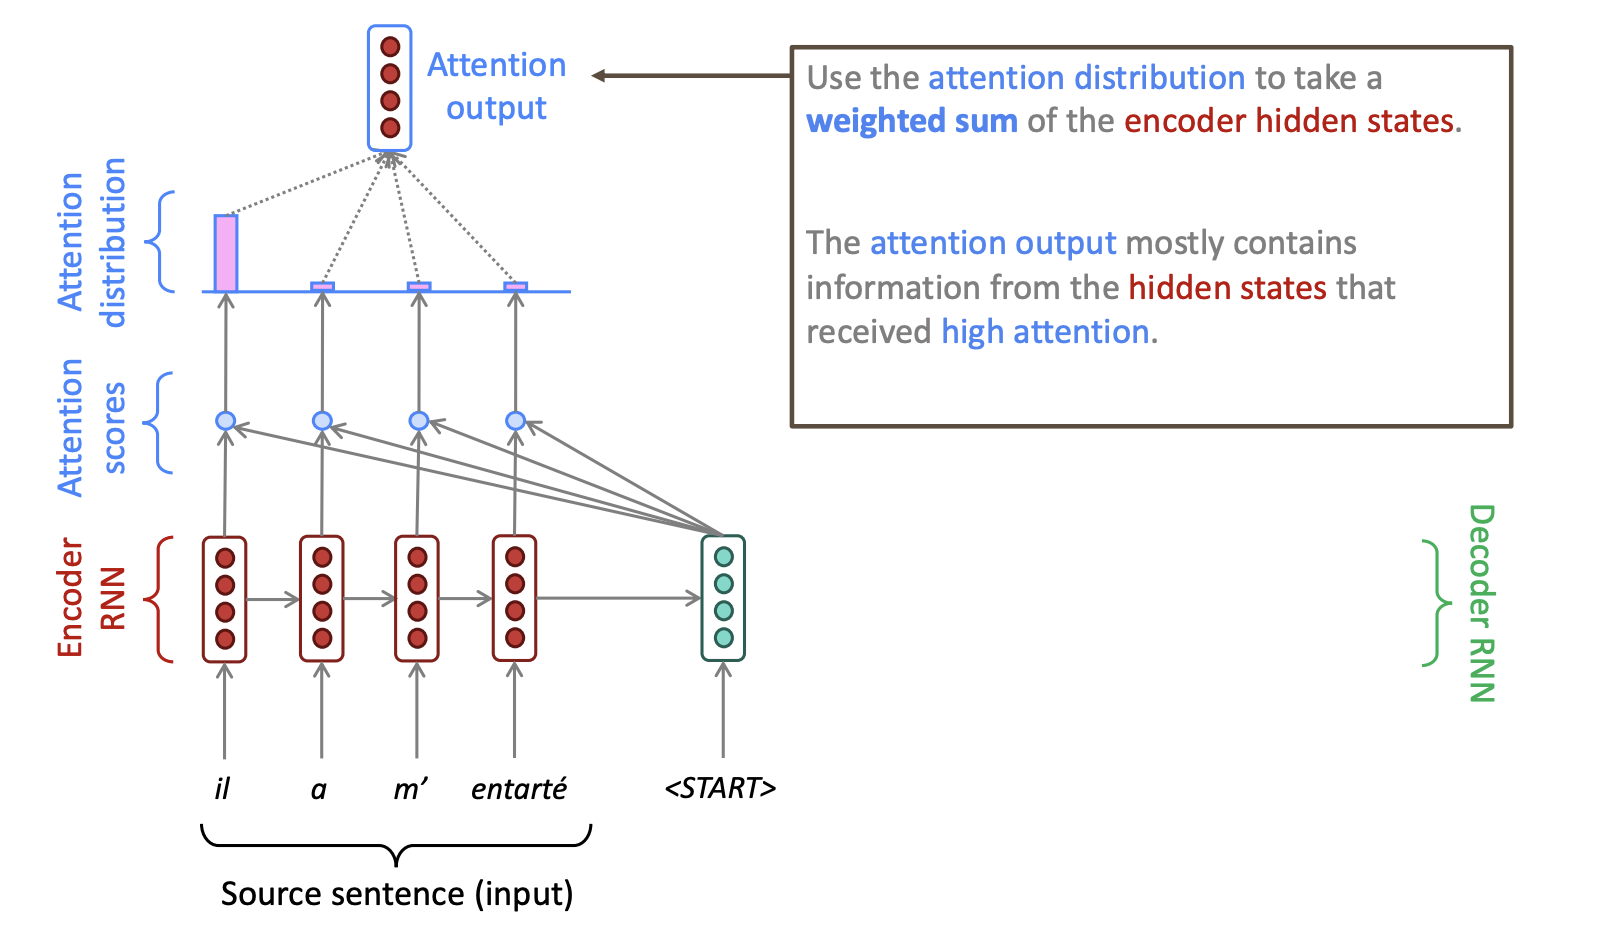 Attention
output
Use the attention distribution to take a
weighted sum of the encoder hidden states.
The attention output mostly contains
information from the hidden states that
received high attention.
Attention
distribution
Attention
scores
Encoder
RNN
Decoder RNN
il a m’ entarté <START>
Source sentence (input)